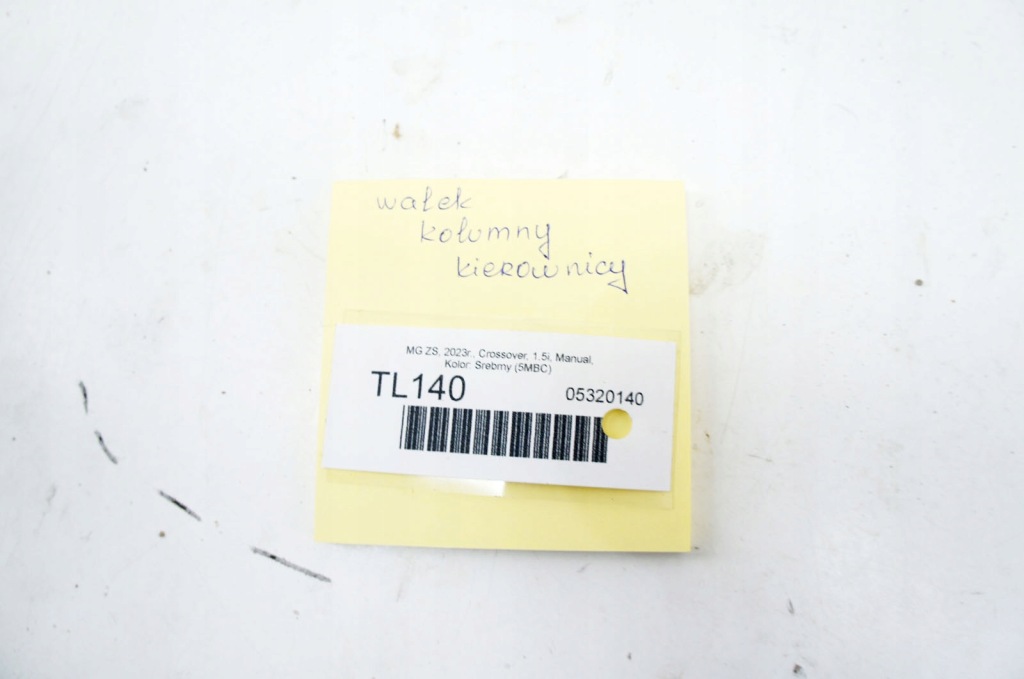 wałek
kolumny
kierownicy
MG ZS, 2023r., Crossover, 1.5i, Manual,
Kolor: Srebrny (5MBC)
TL140
05320140